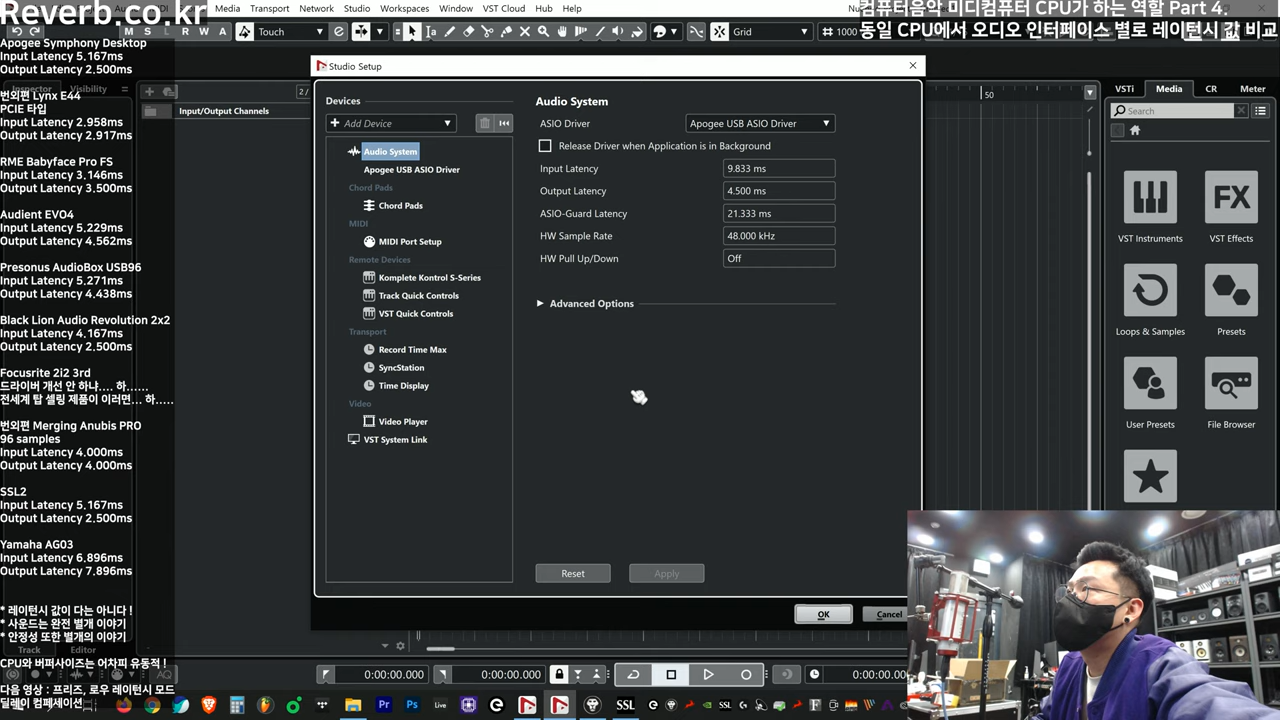 Reverb.co.kr
Media Transport Network Studio Workspaces Window VST Cloud Hub Help
컴퓨터음악 미디컴퓨터 CPU가 하는 역할 Part 4.
동일 CPU에서 오디오 인터페이스 별로 레이턴시 값 비교
M S L R W A Touch Grid 1000
Apogee Symphony Desktop
Input Latency 5.167ms
Output Latency 2.500ms
번외편 Lynx E44
PCIE 타입
Input Latency 2.958ms
Output Latency 2.917ms
RME Babyface Pro FS
Input Latency 3.146ms
Output Latency 3.500ms
Audient EVO4
Input Latency 5.229ms
Output Latency 4.562ms
Presonus AudioBox USB96
Input Latency 5.271ms
Output Latency 4.438ms
Black Lion Audio Revolution 2x2
Input Latency 4.167ms
Output Latency 2.500ms
Focusrite 2i2 3rd
드라이버 개선 안 하냐.... 하......
전세계 탑 셀링 제품이 이러면... 하.....
번외편 Merging Anubis PRO
96 samples
Input Latency 4.000ms
Output Latency 4.000ms
SSL2
Input Latency 5.167ms
Output Latency 2.500ms
Yamaha AG03
Input Latency 6.896ms
Output Latency 7.896ms
* 레이턴시 값이 다는 아니다 !
* 사운드는 완전 별개 이야기
* 안정성 또한 별개의 이야기
CPU와 버퍼사이즈는 어차피 유동적 !
다음 영상 : 프리즈, 로우 레이턴시 모드
딜레이 컴페세이션
Inspector Visibility
Input/Output Channels
2 /
Track Editor
Studio Setup
Devices
Add Device
Audio System
Apogee USB ASIO Driver
Chord Pads
Chord Pads
MIDI
MIDI Port Setup
Remote Devices
Komplete Kontrol S-Series
Track Quick Controls
VST Quick Controls
Transport
Record Time Max
SyncStation
Time Display
Video
Video Player
VST System Link
Audio System
ASIO Driver Apogee USB ASIO Driver
Release Driver when Application is in Background
Input Latency 9.833 ms
Output Latency 4.500 ms
ASIO-Guard Latency 21.333 ms
HW Sample Rate 48.000 kHz
HW Pull Up/Down Off
Advanced Options
Reset Apply
OK Cancel
50
VSTi Media CR Meter
Search
VST Instruments VST Effects
FX
Loops & Samples Presets
User Presets File Browser
AQ 0:00:00.000 0:00:00.000 0:00:00.00
Pr Ps Live SSL